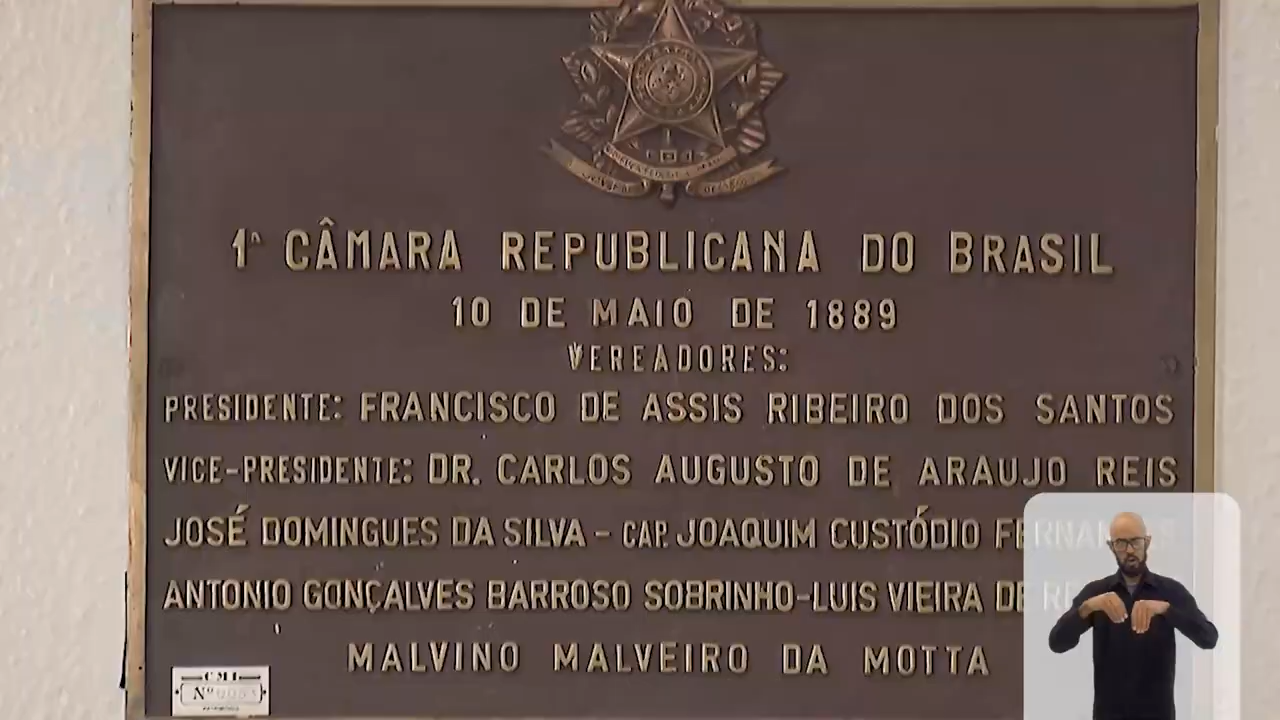 1ª CÂMARA REPUBLICANA DO BRASIL
10 DE MAIO DE 1889
VEREADORES:
PRESIDENTE: FRANCISCO DE ASSIS RIBEIRO DOS SANTOS
VICE-PRESIDENTE: DR. CARLOS AUGUSTO DE ARAUJO REIS
JOSÉ DOMINGUES DA SILVA - CAP. JOAQUIM CUSTÓDIO
ANTONIO GONÇALVES BARROSO SOBRINHO-LUIS VIEIRA DE
MALVINO MALVEIRO DA MOTTA
CMI
Nº